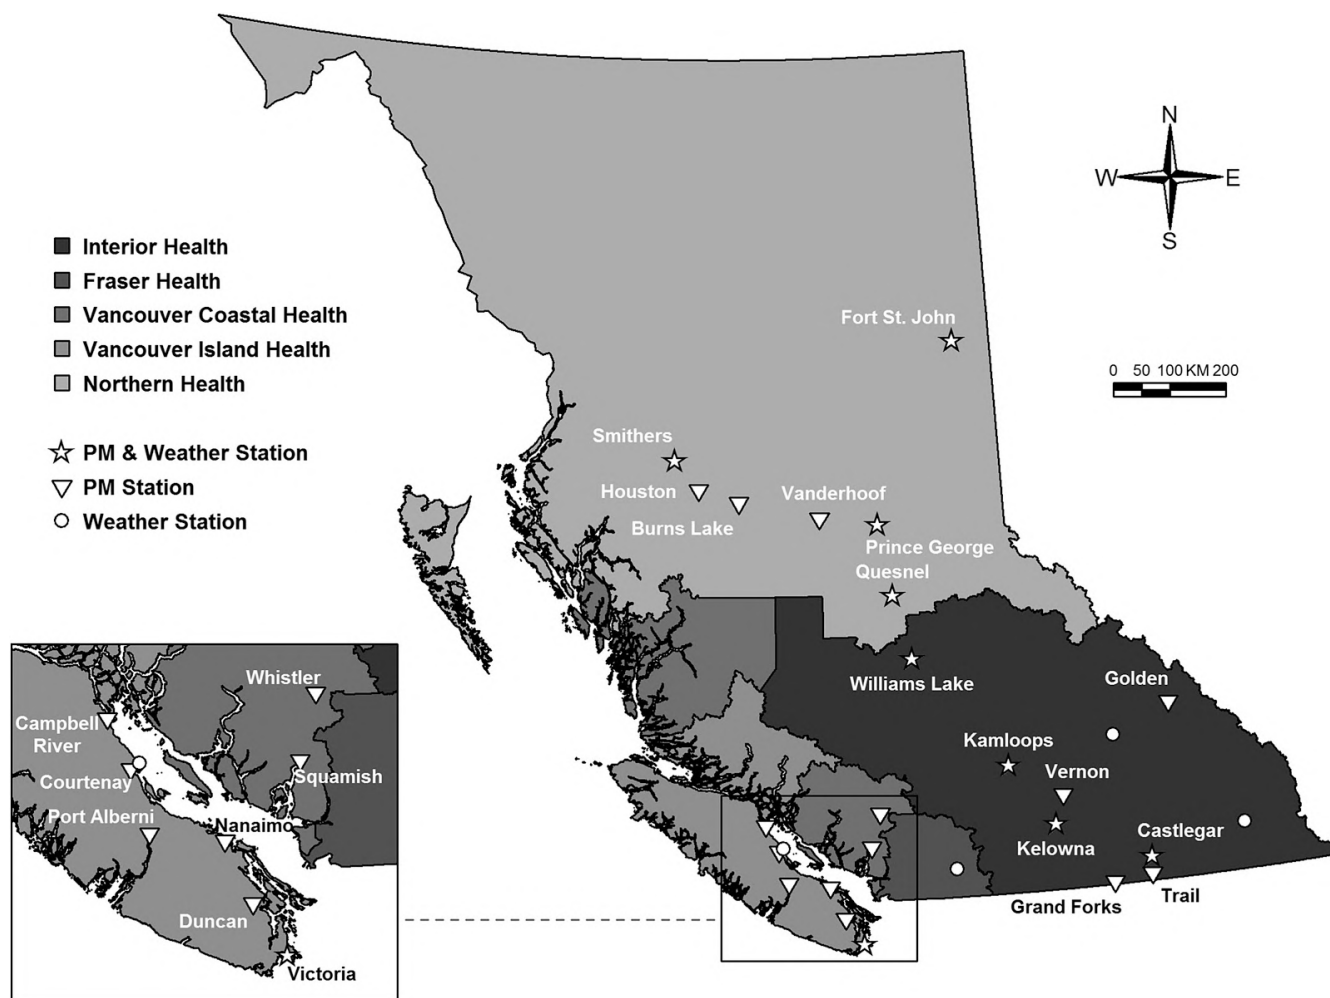 N
W E
S
Interior Health
Fraser Health
Vancouver Coastal Health
Vancouver Island Health
Northern Health
PM & Weather Station
PM Station
Weather Station
Fort St. John
0 50 100 KM 200
Smithers
Houston
Burns Lake
Vanderhoof
Prince George
Quesnel
Williams Lake
Golden
Kamloops
Vernon
Kelowna
Castlegar
Grand Forks
Trail
Whistler
Campbell
River
Courtenay
Squamish
Port Alberni
Nanaimo
Duncan
Victoria